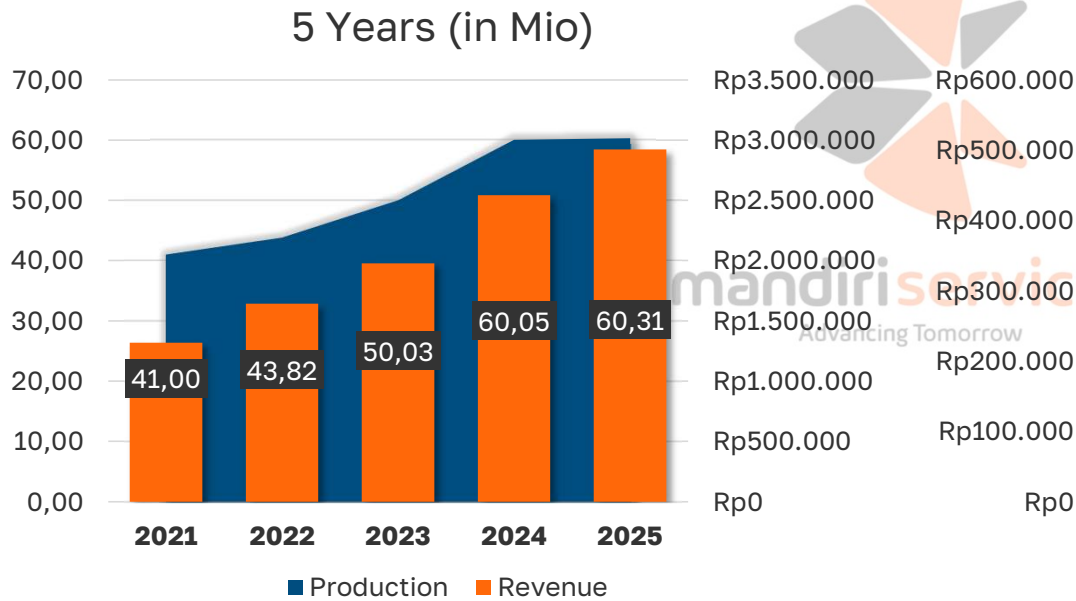 5 Years (in Mio)
70,00
60,00
50,00
40,00
30,00
20,00
10,00
0,00
41,00
43,82
50,03
60,05
60,31
2021 2022 2023 2024 2025
Production Revenue
Rp3.500.000
Rp3.000.000
Rp2.500.000
Rp2.000.000
Rp1.500.000
Rp1.000.000
Rp500.000
Rp0
Rp600.000
Rp500.000
Rp400.000
Rp300.000
Rp200.000
Rp100.000
Rp0
mandiriservic
Advancing Tomorrow